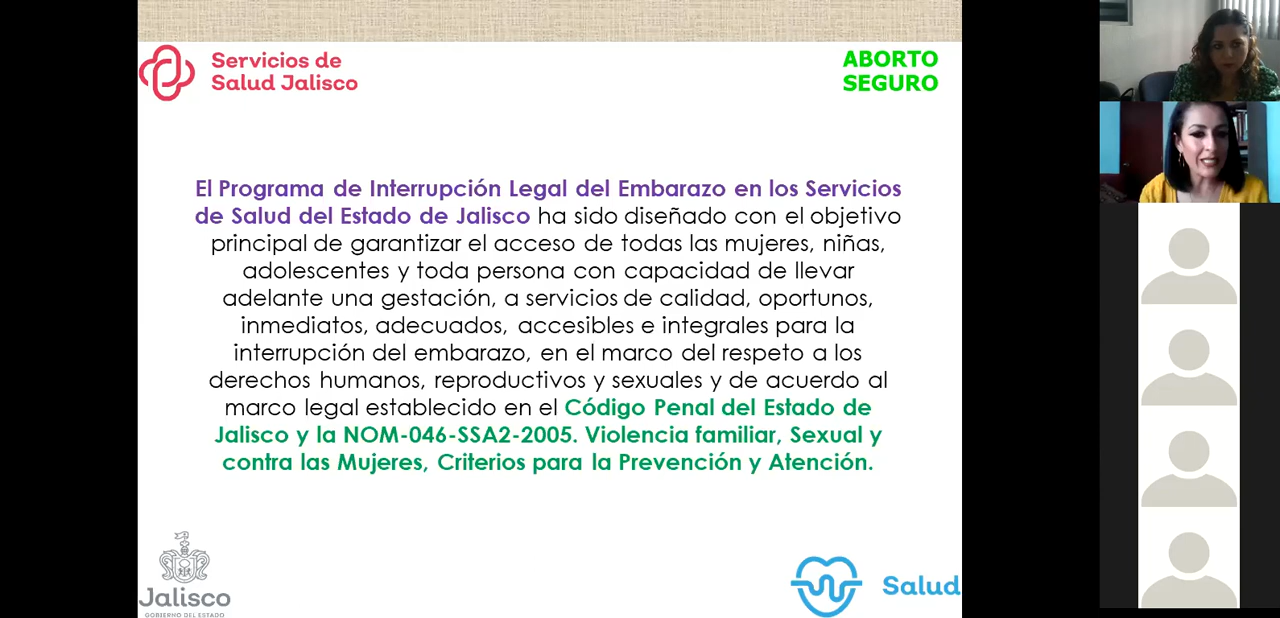 Servicios de
Salud Jalisco
ABORTO
SEGURO
El Programa de Interrupción Legal del Embarazo en los Servicios
de Salud del Estado de Jalisco ha sido diseñado con el objetivo
principal de garantizar el acceso de todas las mujeres, niñas,
adolescentes y toda persona con capacidad de llevar
adelante una gestación, a servicios de calidad, oportunos,
inmediatos, adecuados, accesibles e integrales para la
interrupción del embarazo, en el marco del respeto a los
derechos humanos, reproductivos y sexuales y de acuerdo al
marco legal establecido en el Código Penal del Estado de
Jalisco y la NOM-046-SSA2-2005. Violencia familiar, Sexual y
contra las Mujeres, Criterios para la Prevención y Atención.
Jalisco
GOBIERNO DEL ESTADO
Salud